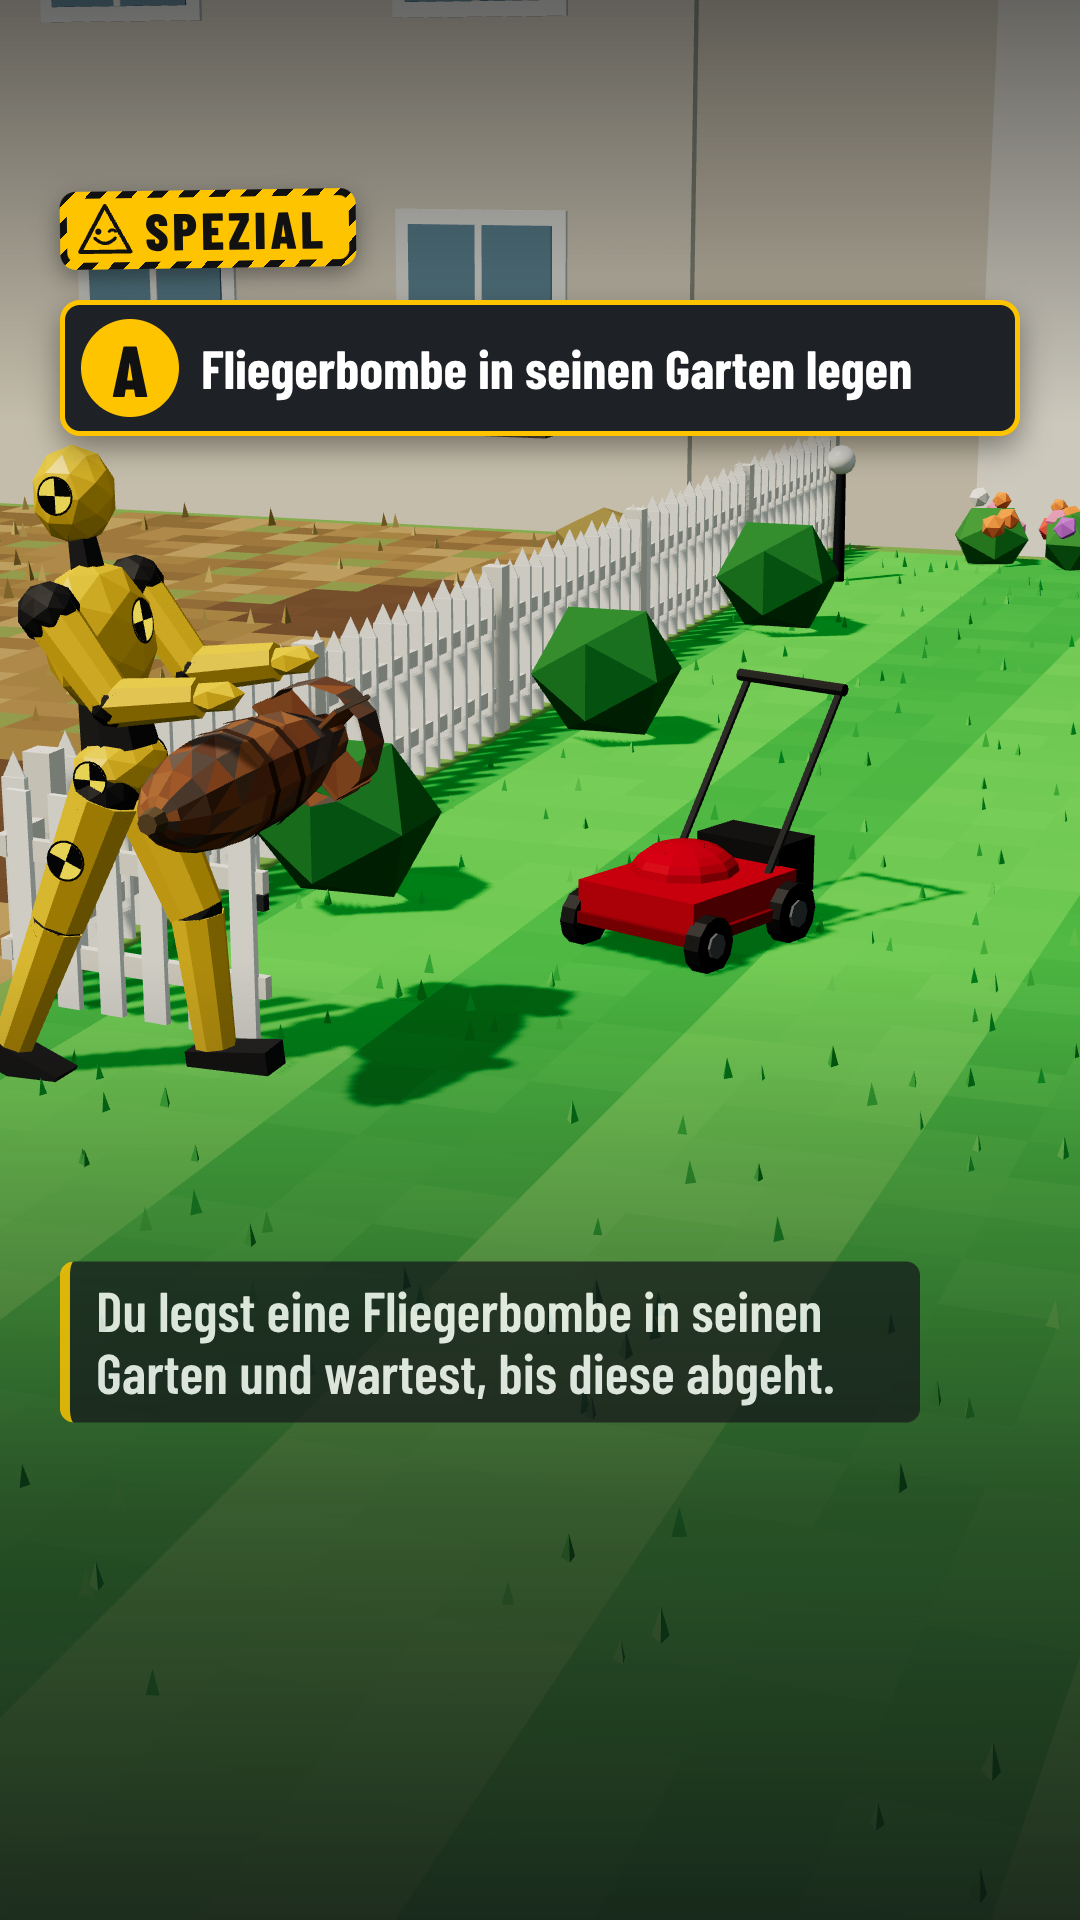 SPEZIAL
A Fliegerbombe in seinen Garten legen
Du legst eine Fliegerbombe in seinen
Garten und wartest, bis diese abgeht.